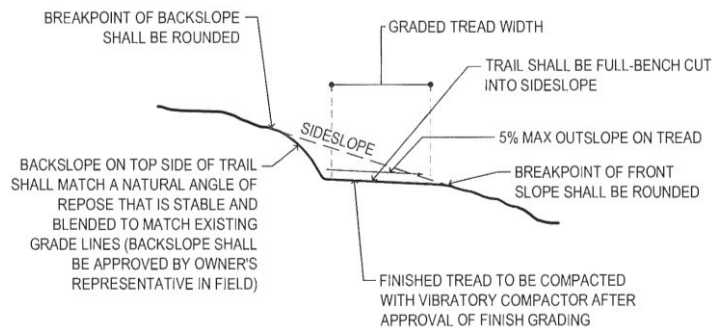 BREAKPOINT OF BACKSLOPE
SHALL BE ROUNDED
GRADED TREAD WIDTH
TRAIL SHALL BE FULL-BENCH CUT
INTO SIDESLOPE
SIDESLOPE
5% MAX OUTSLOPE ON TREAD
BACKSLOPE ON TOP SIDE OF TRAIL
SHALL MATCH A NATURAL ANGLE OF
REPOSE THAT IS STABLE AND
BLENDED TO MATCH EXISTING
GRADE LINES (BACKSLOPE SHALL
BE APPROVED BY OWNER'S
REPRESENTATIVE IN FIELD)
BREAKPOINT OF FRONT
SLOPE SHALL BE ROUNDED
FINISHED TREAD TO BE COMPACTED
WITH VIBRATORY COMPACTOR AFTER
APPROVAL OF FINISH GRADING